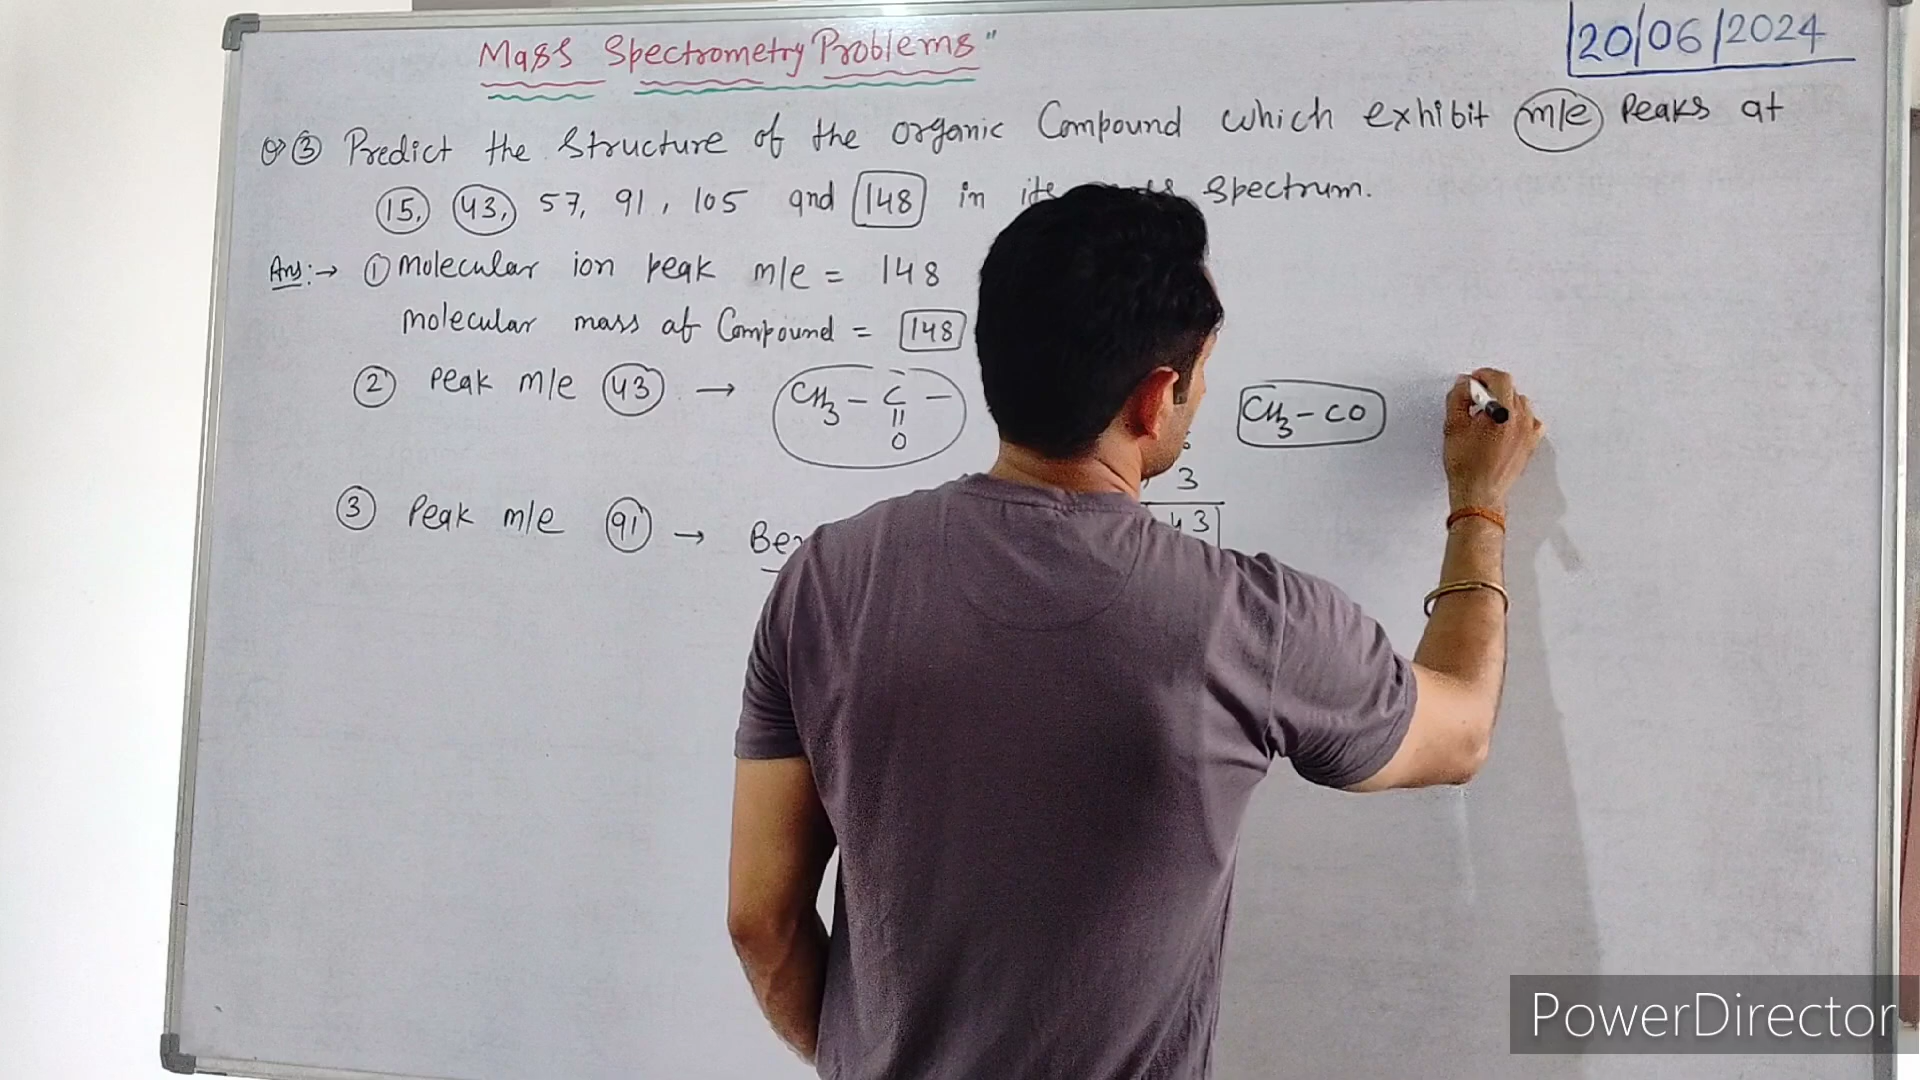 Mass Spectrometry Problems"
20/06/2024
Q ③ Predict the structure of the organic Compound which exhibit m/e Peaks at
15, 43, 57, 91, 105 and 148 in its spectrum.
Ans:→ ① molecular ion peak m/e = 148
molecular mass of Compound = 148
② Peak m/e 43 → CH3 - C -
||
O
CH3 - CO
3
43
③ Peak m/e 91 →
PowerDirector